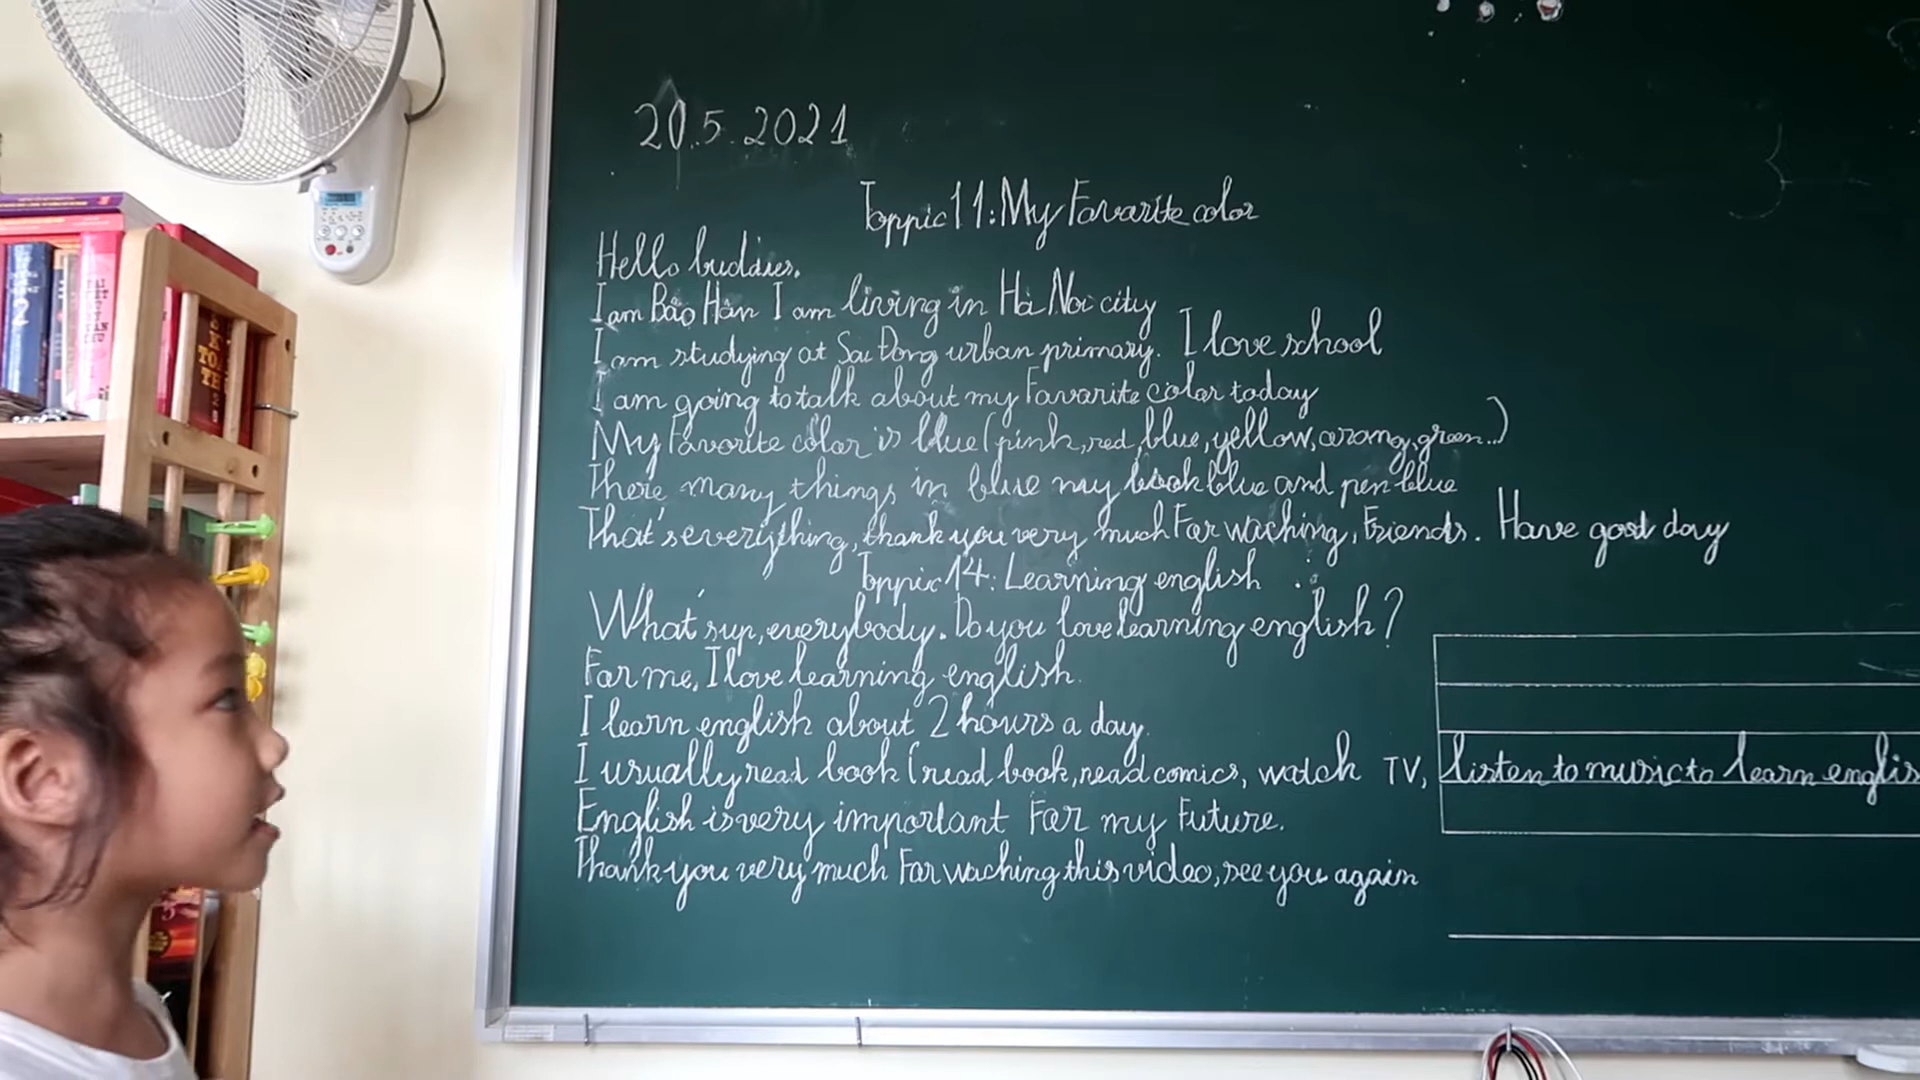 20.5.2021
Toppic 11: My Favarite color
Hello buddies.
I am Bảo Hân I am living in Hà Nội city
I am studying at Sai Đồng urban primary. I love school
I am going to talk about my Favarite color today
My Favorite color is blue (pink, red, blue, yellow, orang, green...)
There many things in blue my book blue and pen blue
That's everything, thank you very much For waching, Friends. Have good day
Toppic 14: Learning english
What's up, everybody. Do you love learning english?
For me, I love learning english.
I learn english about 2 hours a day.
I usually read book (read book, read comics, watch TV, listen to music to learn englis
English is very important For my Future.
Thank you very much For waching this video, see you again